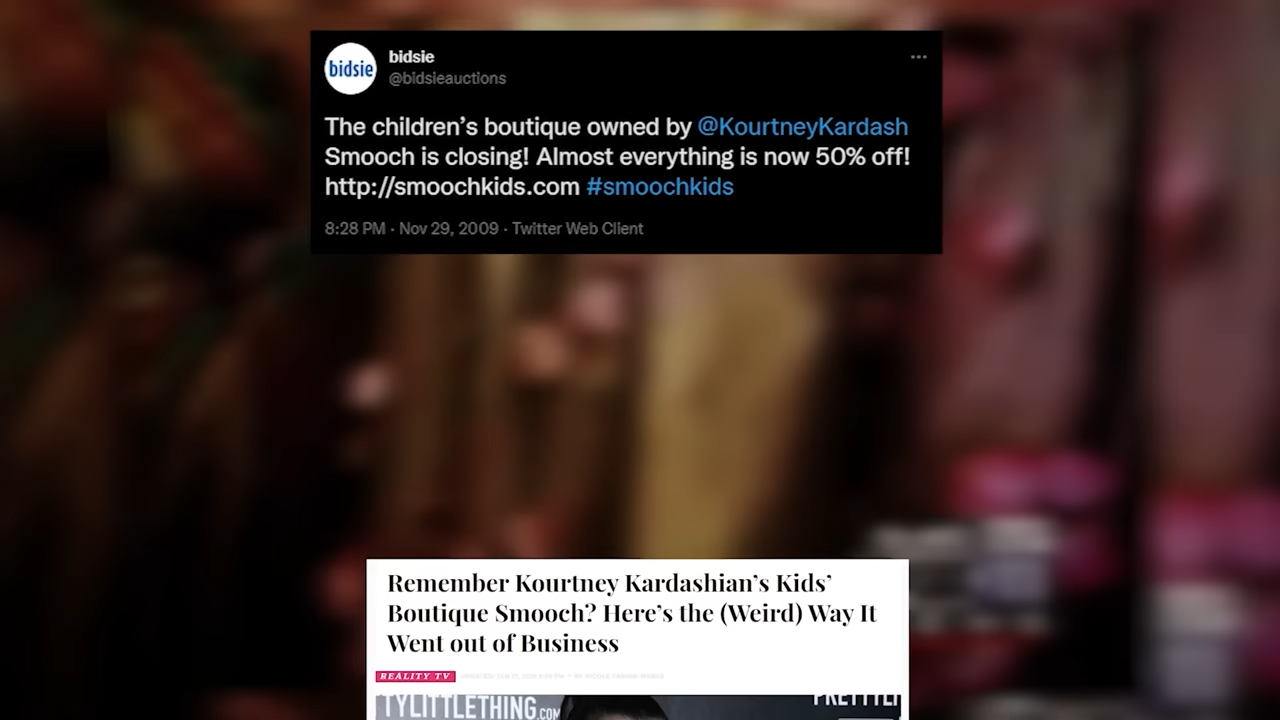 bidsie
bidsie
@bidsieauctions
The children’s boutique owned by @KourtneyKardash
Smooch is closing! Almost everything is now 50% off!
http://smoochkids.com #smoochkids
8:28 PM · Nov 29, 2009 · Twitter Web Client
Remember Kourtney Kardashian’s Kids’
Boutique Smooch? Here’s the (Weird) Way It
Went out of Business
REALITY TV
TYLITTLETHING.COM